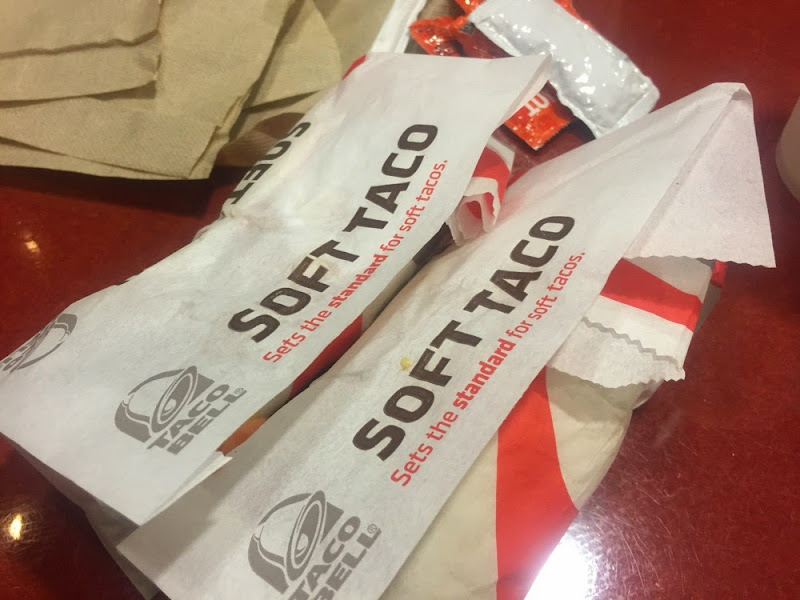 SOFT
SOFT TACO
Sets the standard for soft tacos.
TACO
BELL
SOFT TACO
Sets the standard for soft tacos.
TACO
BELL®